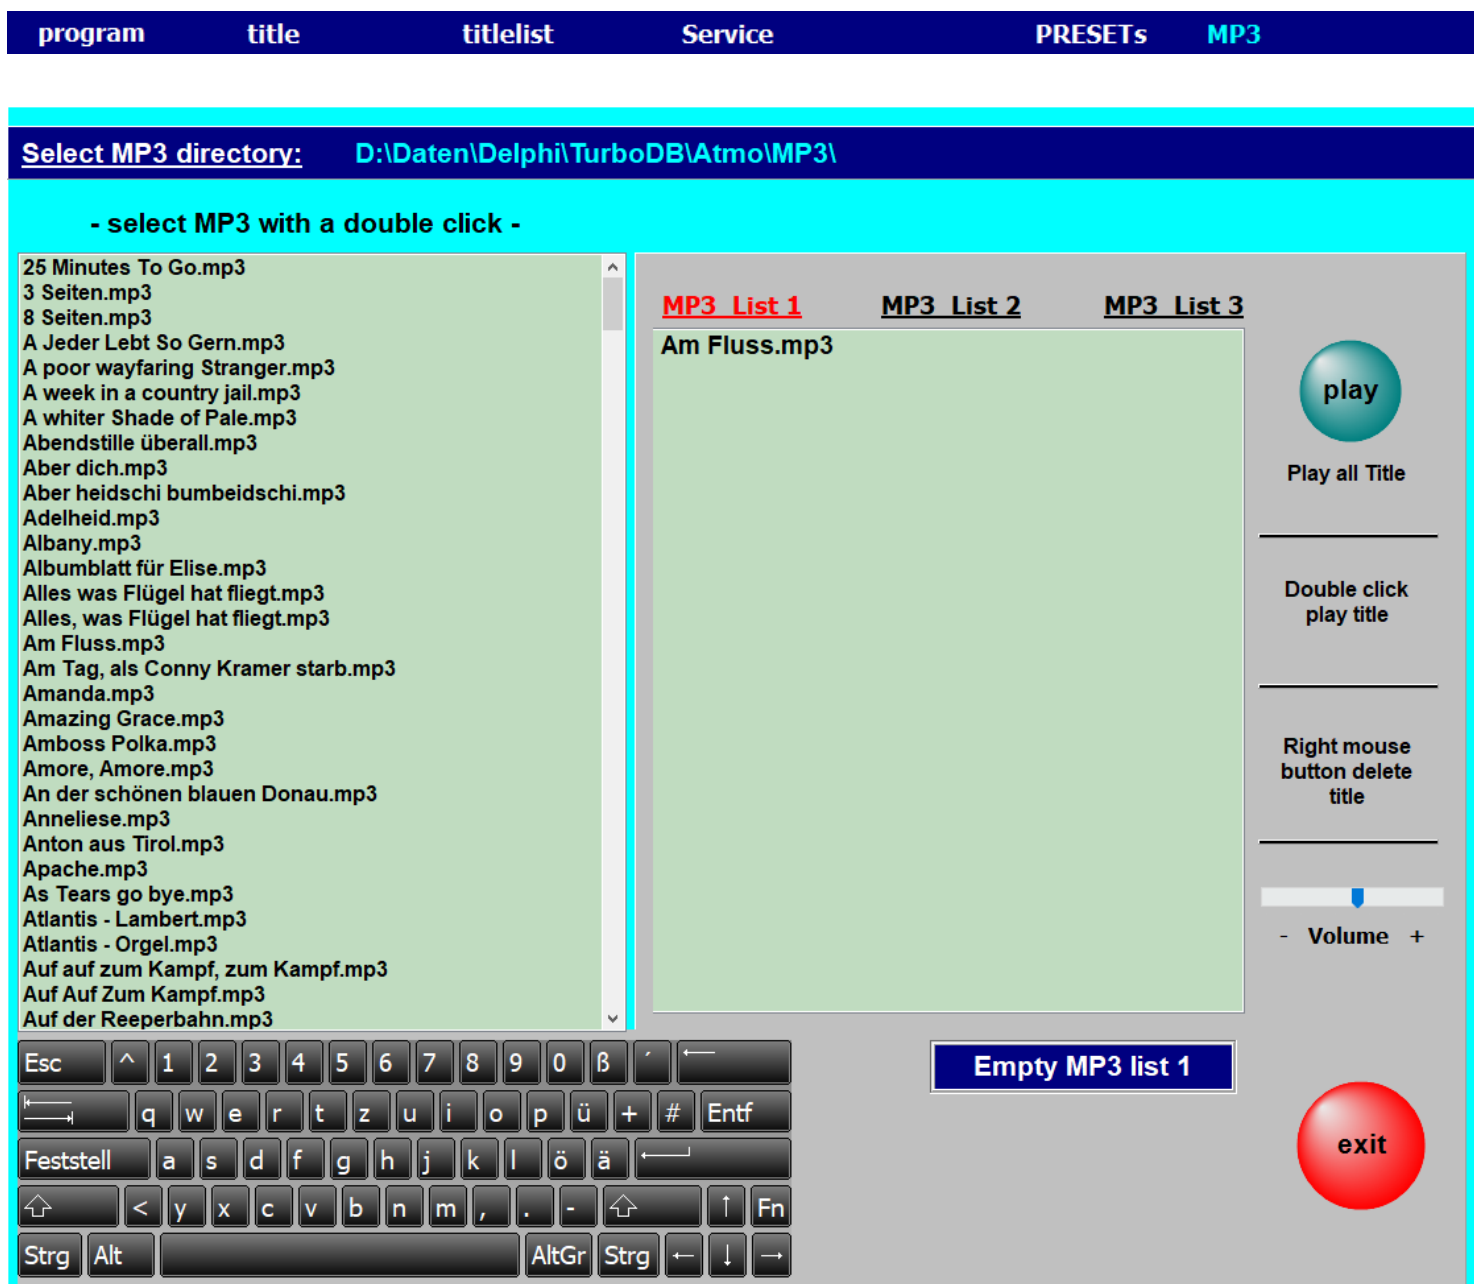 program title titlelist Service PRESETs MP3
Select MP3 directory: D:\Daten\Delphi\TurboDB\Atmo\MP3\
- select MP3 with a double click -
25 Minutes To Go.mp3
3 Seiten.mp3
8 Seiten.mp3
A Jeder Lebt So Gern.mp3
A poor wayfaring Stranger.mp3
A week in a country jail.mp3
A whiter Shade of Pale.mp3
Abendstille überall.mp3
Aber dich.mp3
Aber heidschi bumbeidschi.mp3
Adelheid.mp3
Albany.mp3
Albumblatt für Elise.mp3
Alles was Flügel hat fliegt.mp3
Alles, was Flügel hat fliegt.mp3
Am Fluss.mp3
Am Tag, als Conny Kramer starb.mp3
Amanda.mp3
Amazing Grace.mp3
Amboss Polka.mp3
Amore, Amore.mp3
An der schönen blauen Donau.mp3
Anneliese.mp3
Anton aus Tirol.mp3
Apache.mp3
As Tears go bye.mp3
Atlantis - Lambert.mp3
Atlantis - Orgel.mp3
Auf auf zum Kampf, zum Kampf.mp3
Auf Auf Zum Kampf.mp3
Auf der Reeperbahn.mp3
MP3 List 1 MP3 List 2 MP3 List 3
Am Fluss.mp3
play
Play all Title
Double click
play title
Right mouse
button delete
title
- Volume +
Empty MP3 list 1
exit
Esc ^ 1 2 3 4 5 6 7 8 9 0 ß ´ ←
q w e r t z u i o p ü + # Entf
Feststell a s d f g h j k l ö ä
< y x c v b n m , . - ↑ Fn
Strg Alt AltGr Strg ← ↓ →